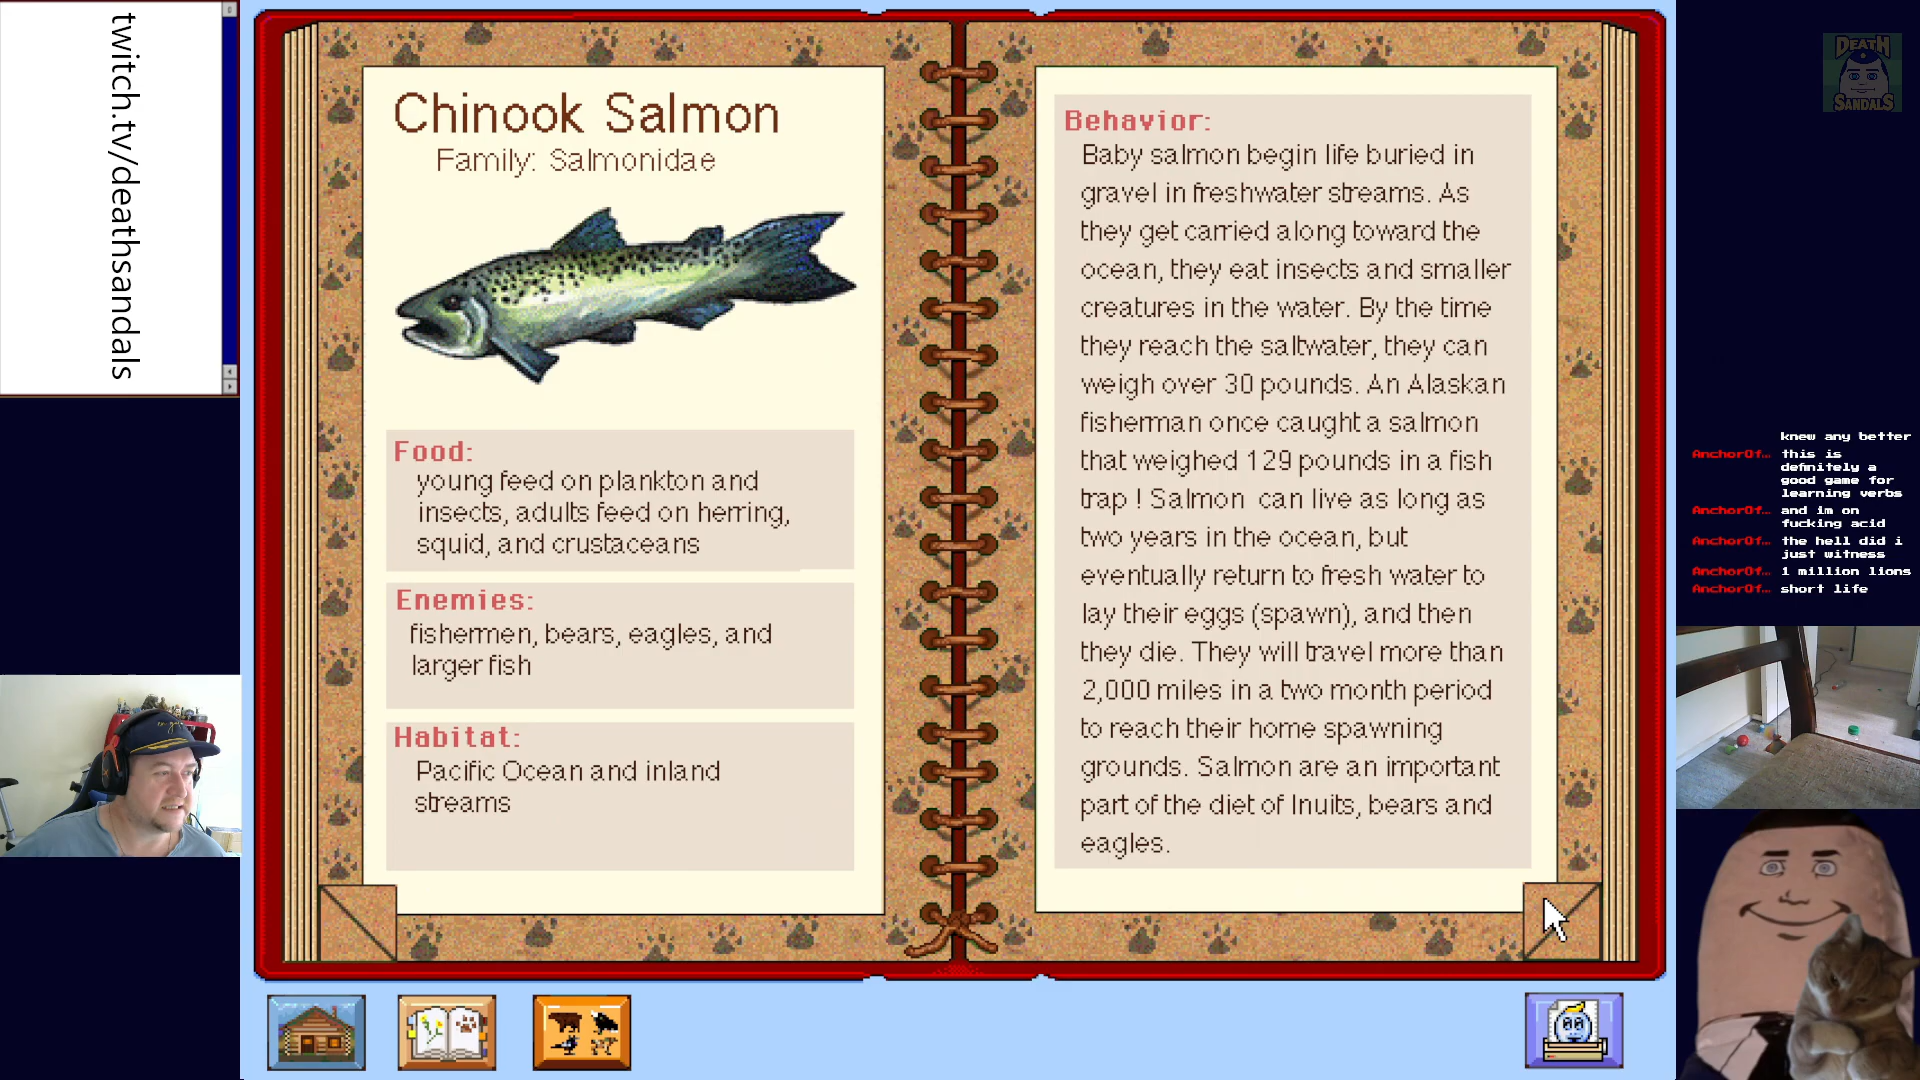 twitch.tv/deathsandals
Chinook Salmon
Family: Salmonidae
Food:
young feed on plankton and
insects, adults feed on herring,
squid, and crustaceans
Enemies:
fishermen, bears, eagles, and
larger fish
Habitat:
Pacific Ocean and inland
streams
Behavior:
Baby salmon begin life buried in
gravel in freshwater streams. As
they get carried along toward the
ocean, they eat insects and smaller
creatures in the water. By the time
they reach the saltwater, they can
weigh over 30 pounds. An Alaskan
fisherman once caught a salmon
that weighed 129 pounds in a fish
trap ! Salmon can live as long as
two years in the ocean, but
eventually return to fresh water to
lay their eggs (spawn), and then
they die. They will travel more than
2,000 miles in a two month period
to reach their home spawning
grounds. Salmon are an important
part of the diet of Inuits, bears and
eagles.
DEATH
SANDALS
knew any better
AnchorOf… this is
definitely a
good game for
learning verbs
AnchorOf… and im on
fucking acid
AnchorOf… the hell did i
just witness
AnchorOf… 1 million lions
AnchorOf… short life